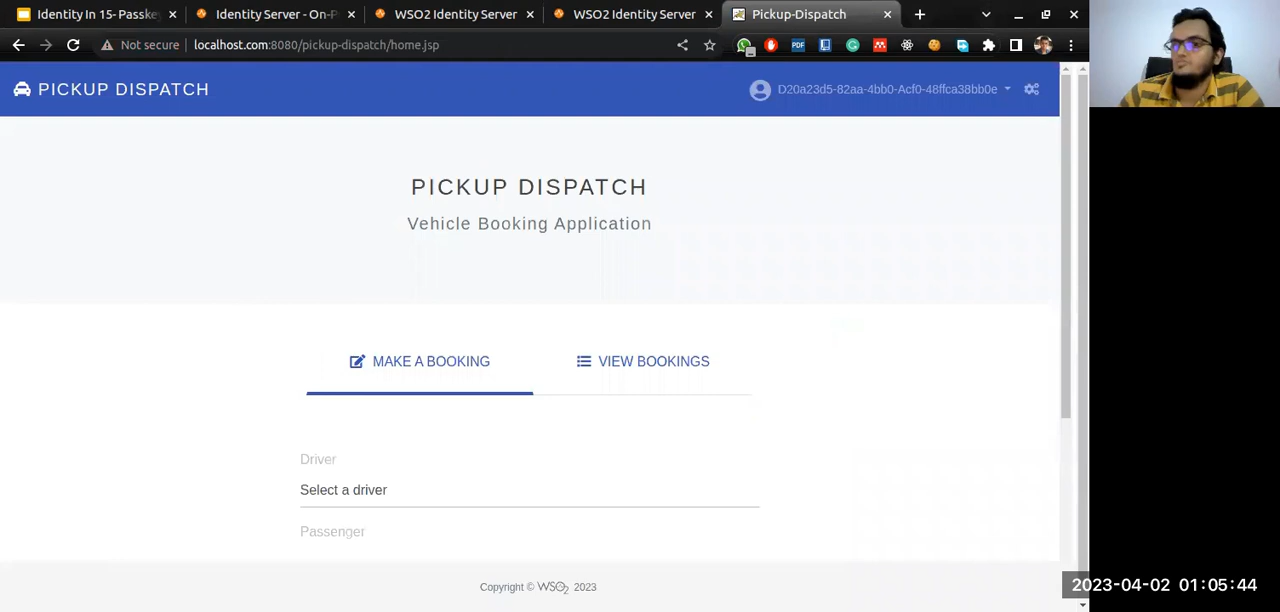 Identity In 15- Passke
Identity Server - On-P
WSO2 Identity Server
WSO2 Identity Server
Pickup-Dispatch
Not secure
localhost.com:8080/pickup-dispatch/home.jsp
PDF
PICKUP DISPATCH
D20a23d5-82aa-4bb0-Acf0-48ffca38bb0e
PICKUP DISPATCH
Vehicle Booking Application
MAKE A BOOKING
VIEW BOOKINGS
Driver
Select a driver
Passenger
Copyright © WSO2 2023
2023-04-02 01:05:44